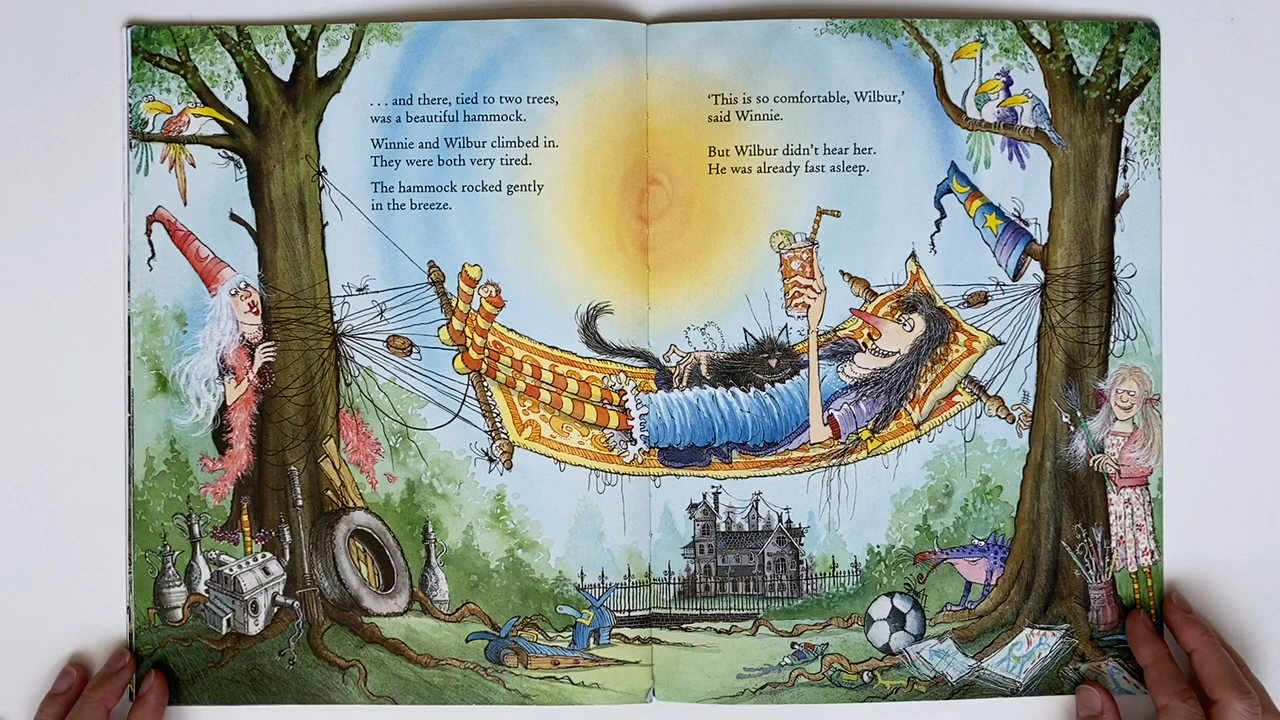 . . . and there, tied to two trees,
was a beautiful hammock.
Winnie and Wilbur climbed in.
They were both very tired.
The hammock rocked gently
in the breeze.
‘This is so comfortable, Wilbur,’
said Winnie.
But Wilbur didn’t hear her.
He was already fast asleep.